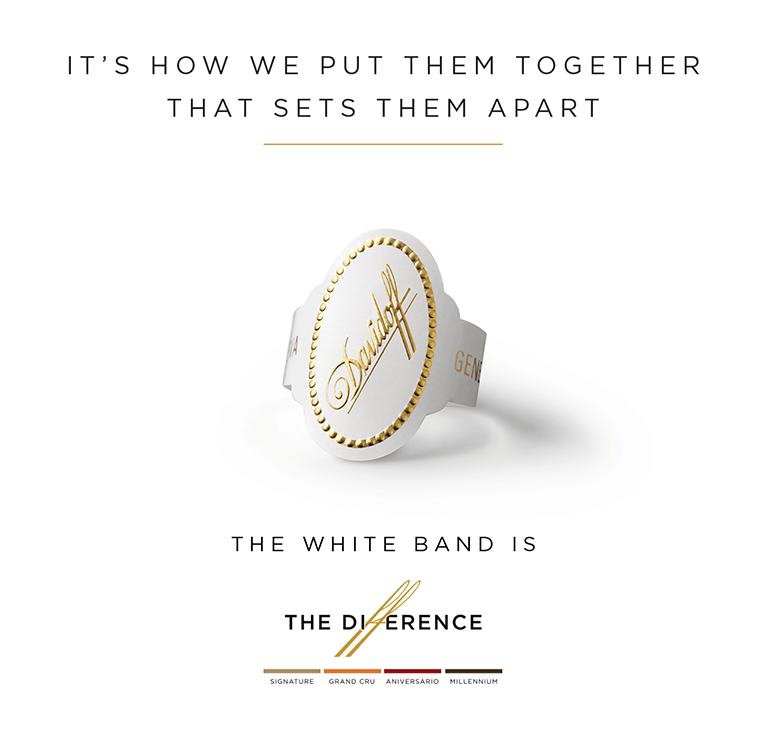 IT'S HOW WE PUT THEM TOGETHER
THAT SETS THEM APART
Davidoff
THE WHITE BAND IS
THE DIFFERENCE
SIGNATURE GRAND CRU ANIVERSARIO MILLENNIUM